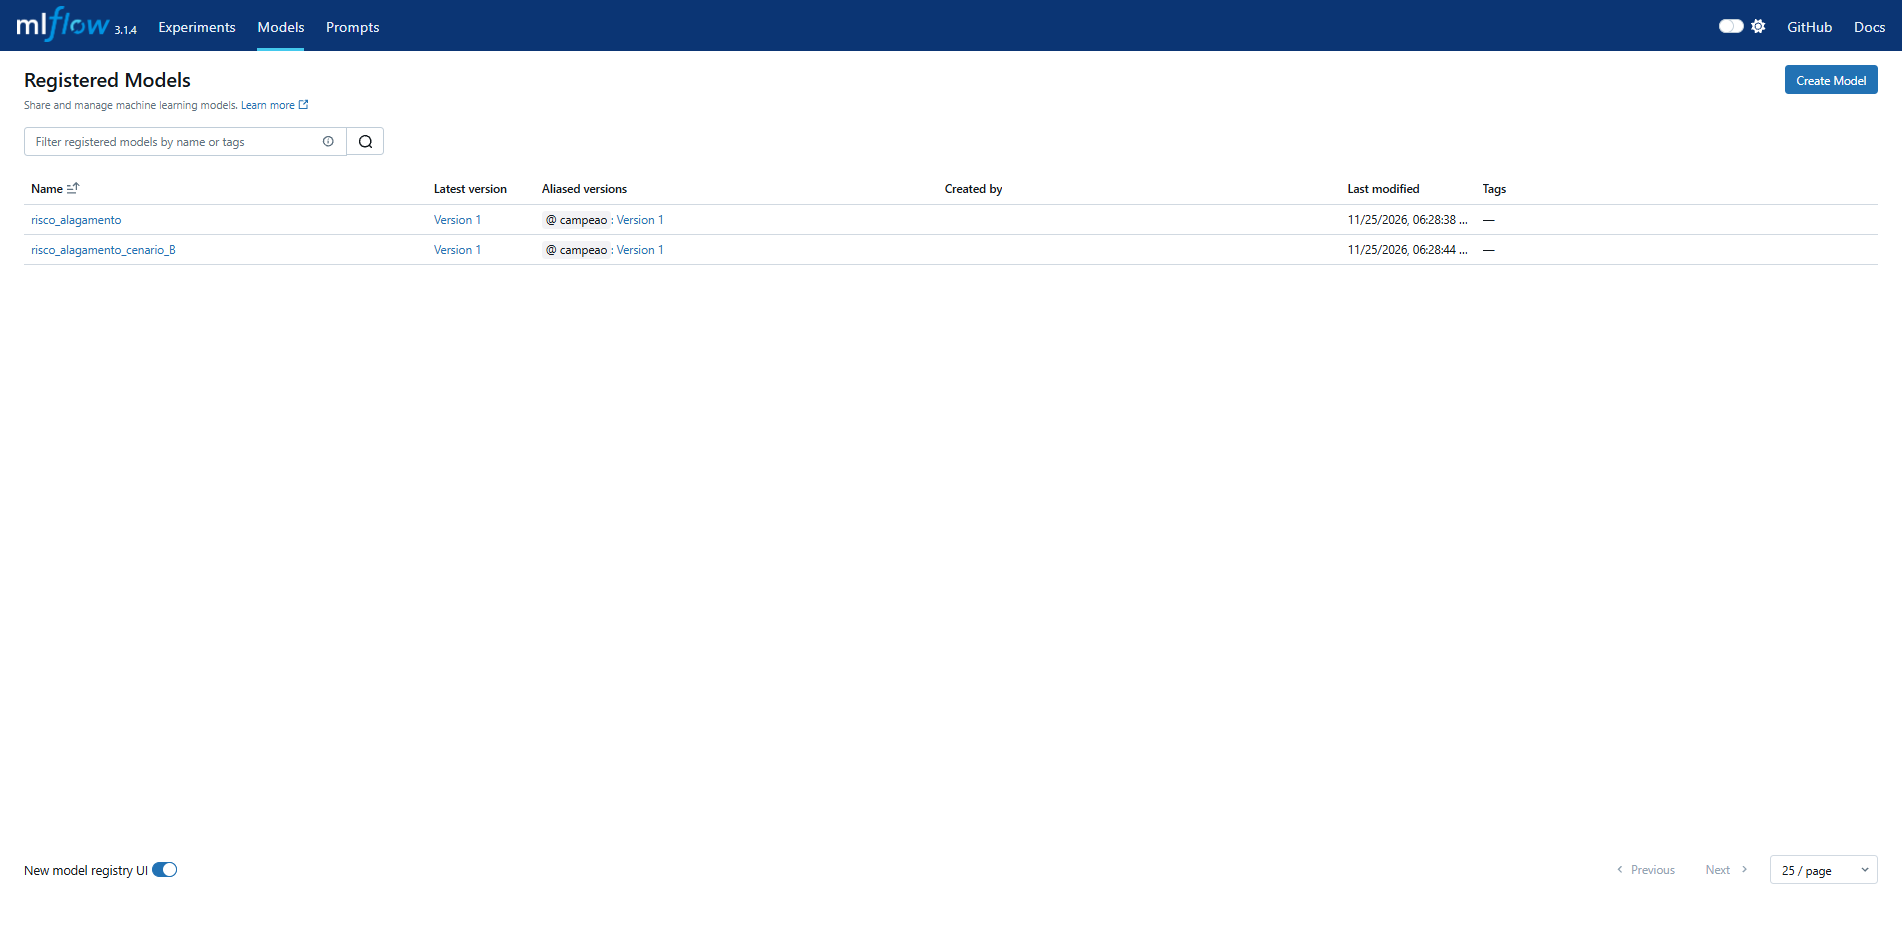 mlflow 3.1.4 Experiments Models Prompts GitHub Docs
Registered Models
Create Model
Share and manage machine learning models. Learn more
Filter registered models by name or tags
Name Latest version Aliased versions Created by Last modified Tags
risco_alagamento Version 1 @ campeao : Version 1 11/25/2026, 06:28:38 ... —
risco_alagamento_cenario_B Version 1 @ campeao : Version 1 11/25/2026, 06:28:44 ... —
New model registry UI Previous Next 25 / page